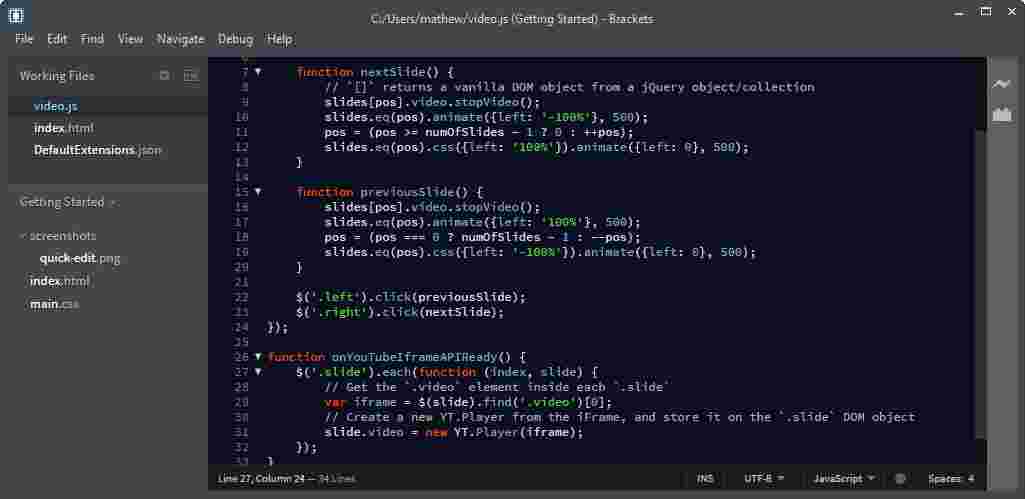 C:/Users/mathew/video.js (Getting Started) - Brackets
File Edit Find View Navigate Debug Help
Working Files
video.js
index.html
DefaultExtensions.json
Getting Started
screenshots
quick-edit.png
index.html
main.css
6
7 function nextSlide() {
8 // `[]` returns a vanilla DOM object from a jQuery object/collection
9 slides[pos].video.stopVideo();
10 slides.eq(pos).animate({left: '-100%'}, 500);
11 pos = (pos >= numOfSlides - 1 ? 0 : ++pos);
12 slides.eq(pos).css({left: '100%'}).animate({left: 0}, 500);
13 }
14
15 function previousSlide() {
16 slides[pos].video.stopVideo();
17 slides.eq(pos).animate({left: '100%'}, 500);
18 pos = (pos === 0 ? numOfSlides - 1 : --pos);
19 slides.eq(pos).css({left: '-100%'}).animate({left: 0}, 500);
20 }
21
22 $('.left').click(previousSlide);
23 $('.right').click(nextSlide);
24 });
25
26 function onYouTubeIframeAPIReady() {
27 $('.slide').each(function (index, slide) {
28 // Get the `.video` element inside each `.slide`
29 var iframe = $(slide).find('.video')[0];
30 // Create a new YT.Player from the iFrame, and store it on the `.slide` DOM object
31 slide.video = new YT.Player(iframe);
32 });
33 }
Line 27, Column 24 — 34 Lines
INS UTF-8 JavaScript Spaces: 4